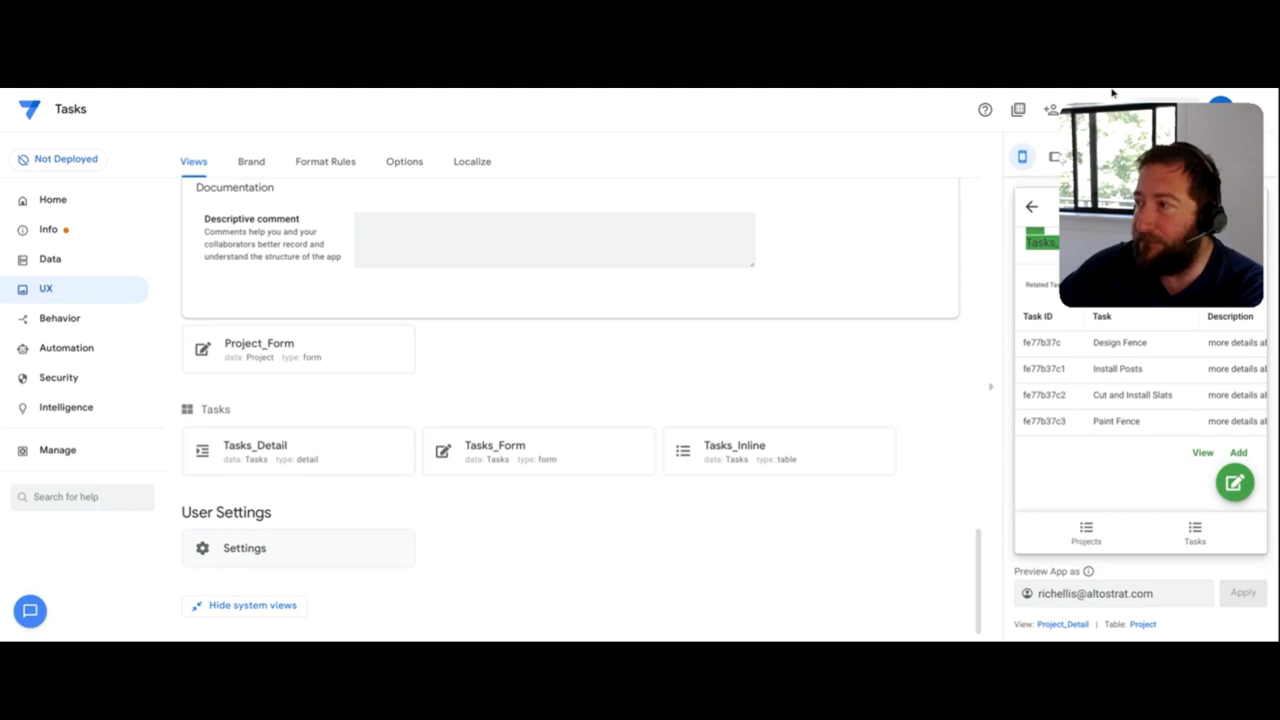 Tasks
Not Deployed
Views
Brand
Format Rules
Options
Localize
Home
Info
Data
UX
Behavior
Automation
Security
Intelligence
Manage
Search for help
Documentation
Descriptive comment
Comments help you and your
collaborators better record and
understand the structure of the app
Project_Form
data: Project type: form
Tasks
Tasks_Detail
data: Tasks type: detail
Tasks_Form
data: Tasks type: form
Tasks_Inline
data: Tasks type: table
User Settings
Settings
Hide system views
Tasks_
Related Tas
Task ID Task Description
fe77b37c Design Fence more details al
fe77b37c1 Install Posts more details al
fe77b37c2 Cut and Install Slats more details al
fe77b37c3 Paint Fence more details al
View Add
Projects Tasks
Preview App as
richellis@altostrat.com Apply
View: Project_Detail | Table: Project